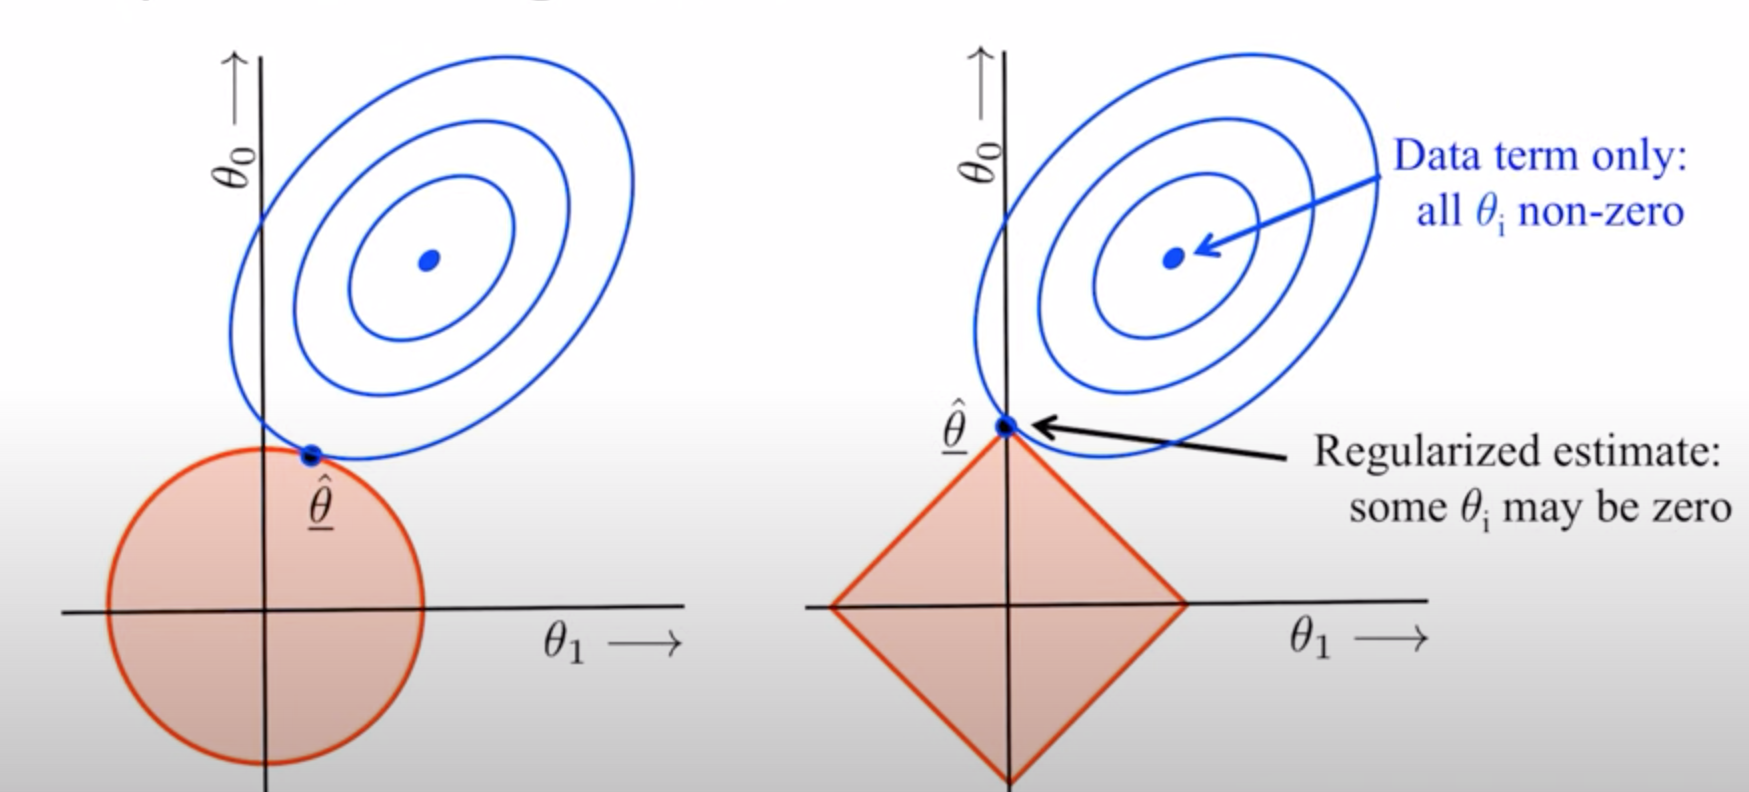 θ₀ →
θ̲̂
θ₁ →
θ₀ →
Data term only:
all θᵢ non-zero
θ̲̂
Regularized estimate:
some θᵢ may be zero
θ₁ →